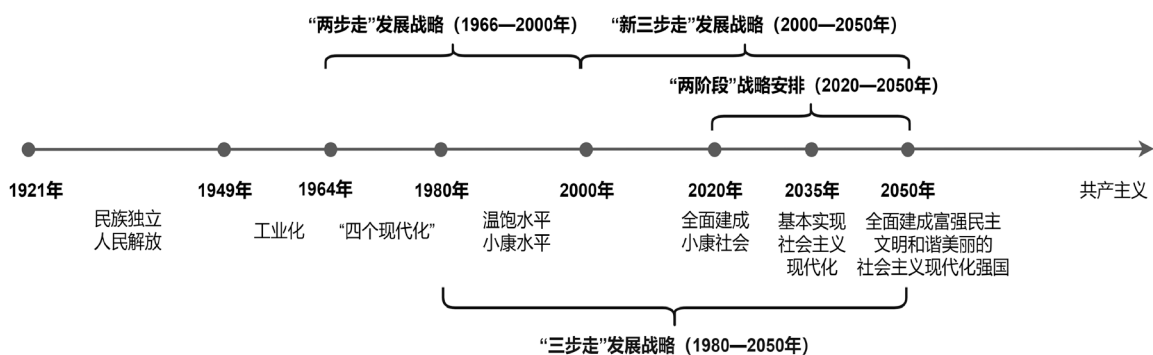 “两步走”发展战略（1966—2000年）
“新三步走”发展战略（2000—2050年）
“两阶段”战略安排（2020—2050年）
1921年
1949年
1964年
1980年
2000年
2020年
2035年
2050年
共产主义
民族独立
人民解放
工业化
“四个现代化”
温饱水平
小康水平
全面建成
小康社会
基本实现
社会主义
现代化
全面建成富强民主
文明和谐美丽的
社会主义现代化强国
“三步走”发展战略（1980—2050年）